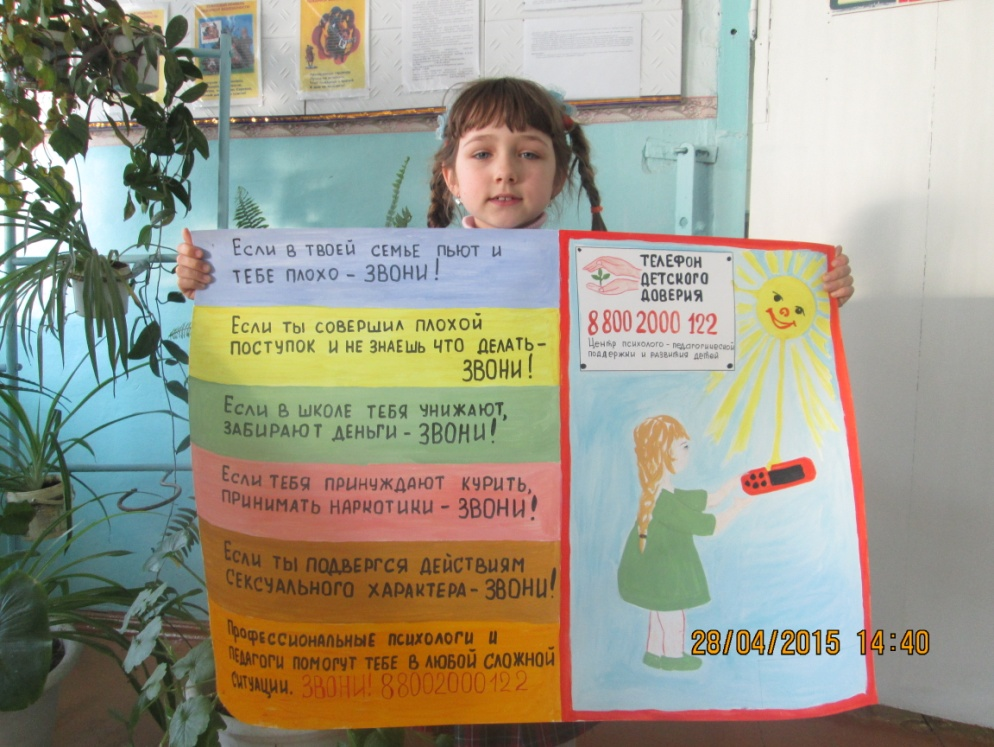 Если в твоей семье пьют и
тебе плохо – ЗВОНИ!
Если ты совершил плохой
поступок и не знаешь что делать–
ЗВОНИ!
Если в школе тебя унижают,
забирают деньги – ЗВОНИ!
Если тебя принуждают курить,
принимать наркотики – ЗВОНИ!
Если ты подвергся действиям
сексуального характера – ЗВОНИ!
Профессиональные психологи и
педагоги помогут тебе в любой сложной
ситуации. ЗВОНИ! 88002000122
ТЕЛЕФОН
ДЕТСКОГО
ДОВЕРИЯ
8 800 2000 122
Центр психолого-педагогической
поддержки и развития детей
28/04/2015 14:40